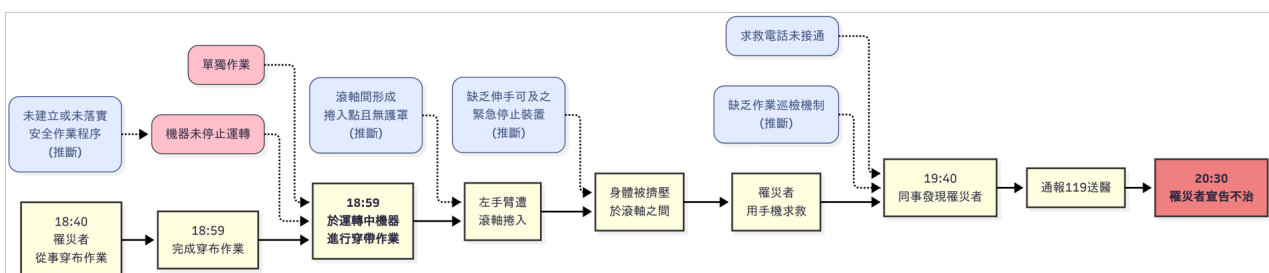 求救電話未接通
單獨作業
滾軸間形成
捲入點且無護罩
(推斷)
缺乏伸手可及之
緊急停止裝置
(推斷)
缺乏作業巡檢機制
(推斷)
未建立或未落實
安全作業程序
(推斷)
機器未停止運轉
18:40
罹災者
從事穿布作業
18:59
完成穿布作業
18:59
於運轉中機器
進行穿帶作業
左手臂遭
滾軸捲入
身體被擠壓
於滾軸之間
罹災者
用手機求救
19:40
同事發現罹災者
通報119送醫
20:30
罹災者宣告不治